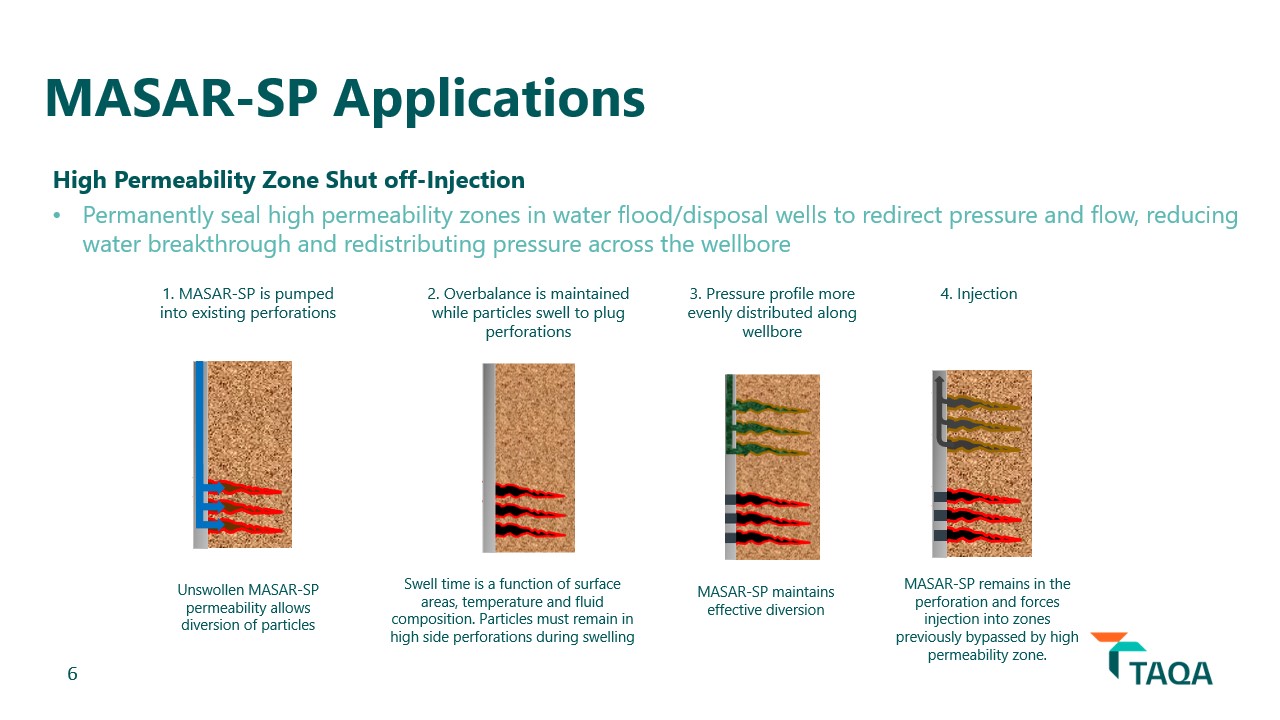 MASAR-SP Applications
High Permeability Zone Shut off-Injection
• Permanently seal high permeability zones in water flood/disposal wells to redirect pressure and flow, reducing
water breakthrough and redistributing pressure across the wellbore
1. MASAR-SP is pumped
into existing perforations
2. Overbalance is maintained
while particles swell to plug
perforations
3. Pressure profile more
evenly distributed along
wellbore
4. Injection
Unswollen MASAR-SP
permeability allows
diversion of particles
Swell time is a function of surface
areas, temperature and fluid
composition. Particles must remain in
high side perforations during swelling
MASAR-SP maintains
effective diversion
MASAR-SP remains in the
perforation and forces
injection into zones
previously bypassed by high
permeability zone.
6
TAQA